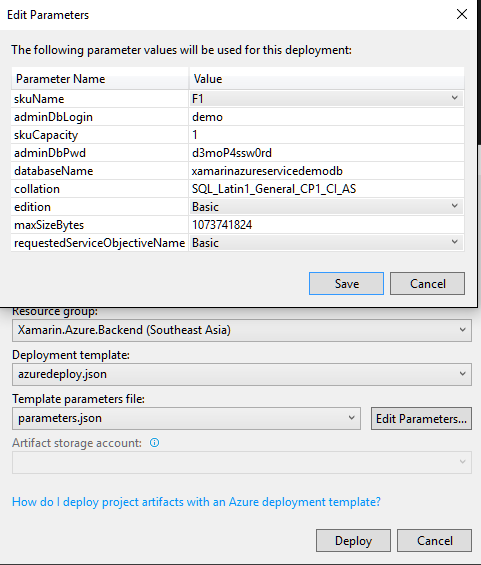 Edit Parameters
The following parameter values will be used for this deployment:
Parameter Name Value
skuName F1
adminDbLogin demo
skuCapacity 1
adminDbPwd d3moP4ssw0rd
databaseName xamarinazureservicedemodb
collation SQL_Latin1_General_CP1_CI_AS
edition Basic
maxSizeBytes 1073741824
requestedServiceObjectiveName Basic
Save Cancel
Resource group:
Xamarin.Azure.Backend (Southeast Asia)
Deployment template:
azuredeploy.json
Template parameters file:
parameters.json Edit Parameters...
Artifact storage account:
How do I deploy project artifacts with an Azure deployment template?
Deploy Cancel